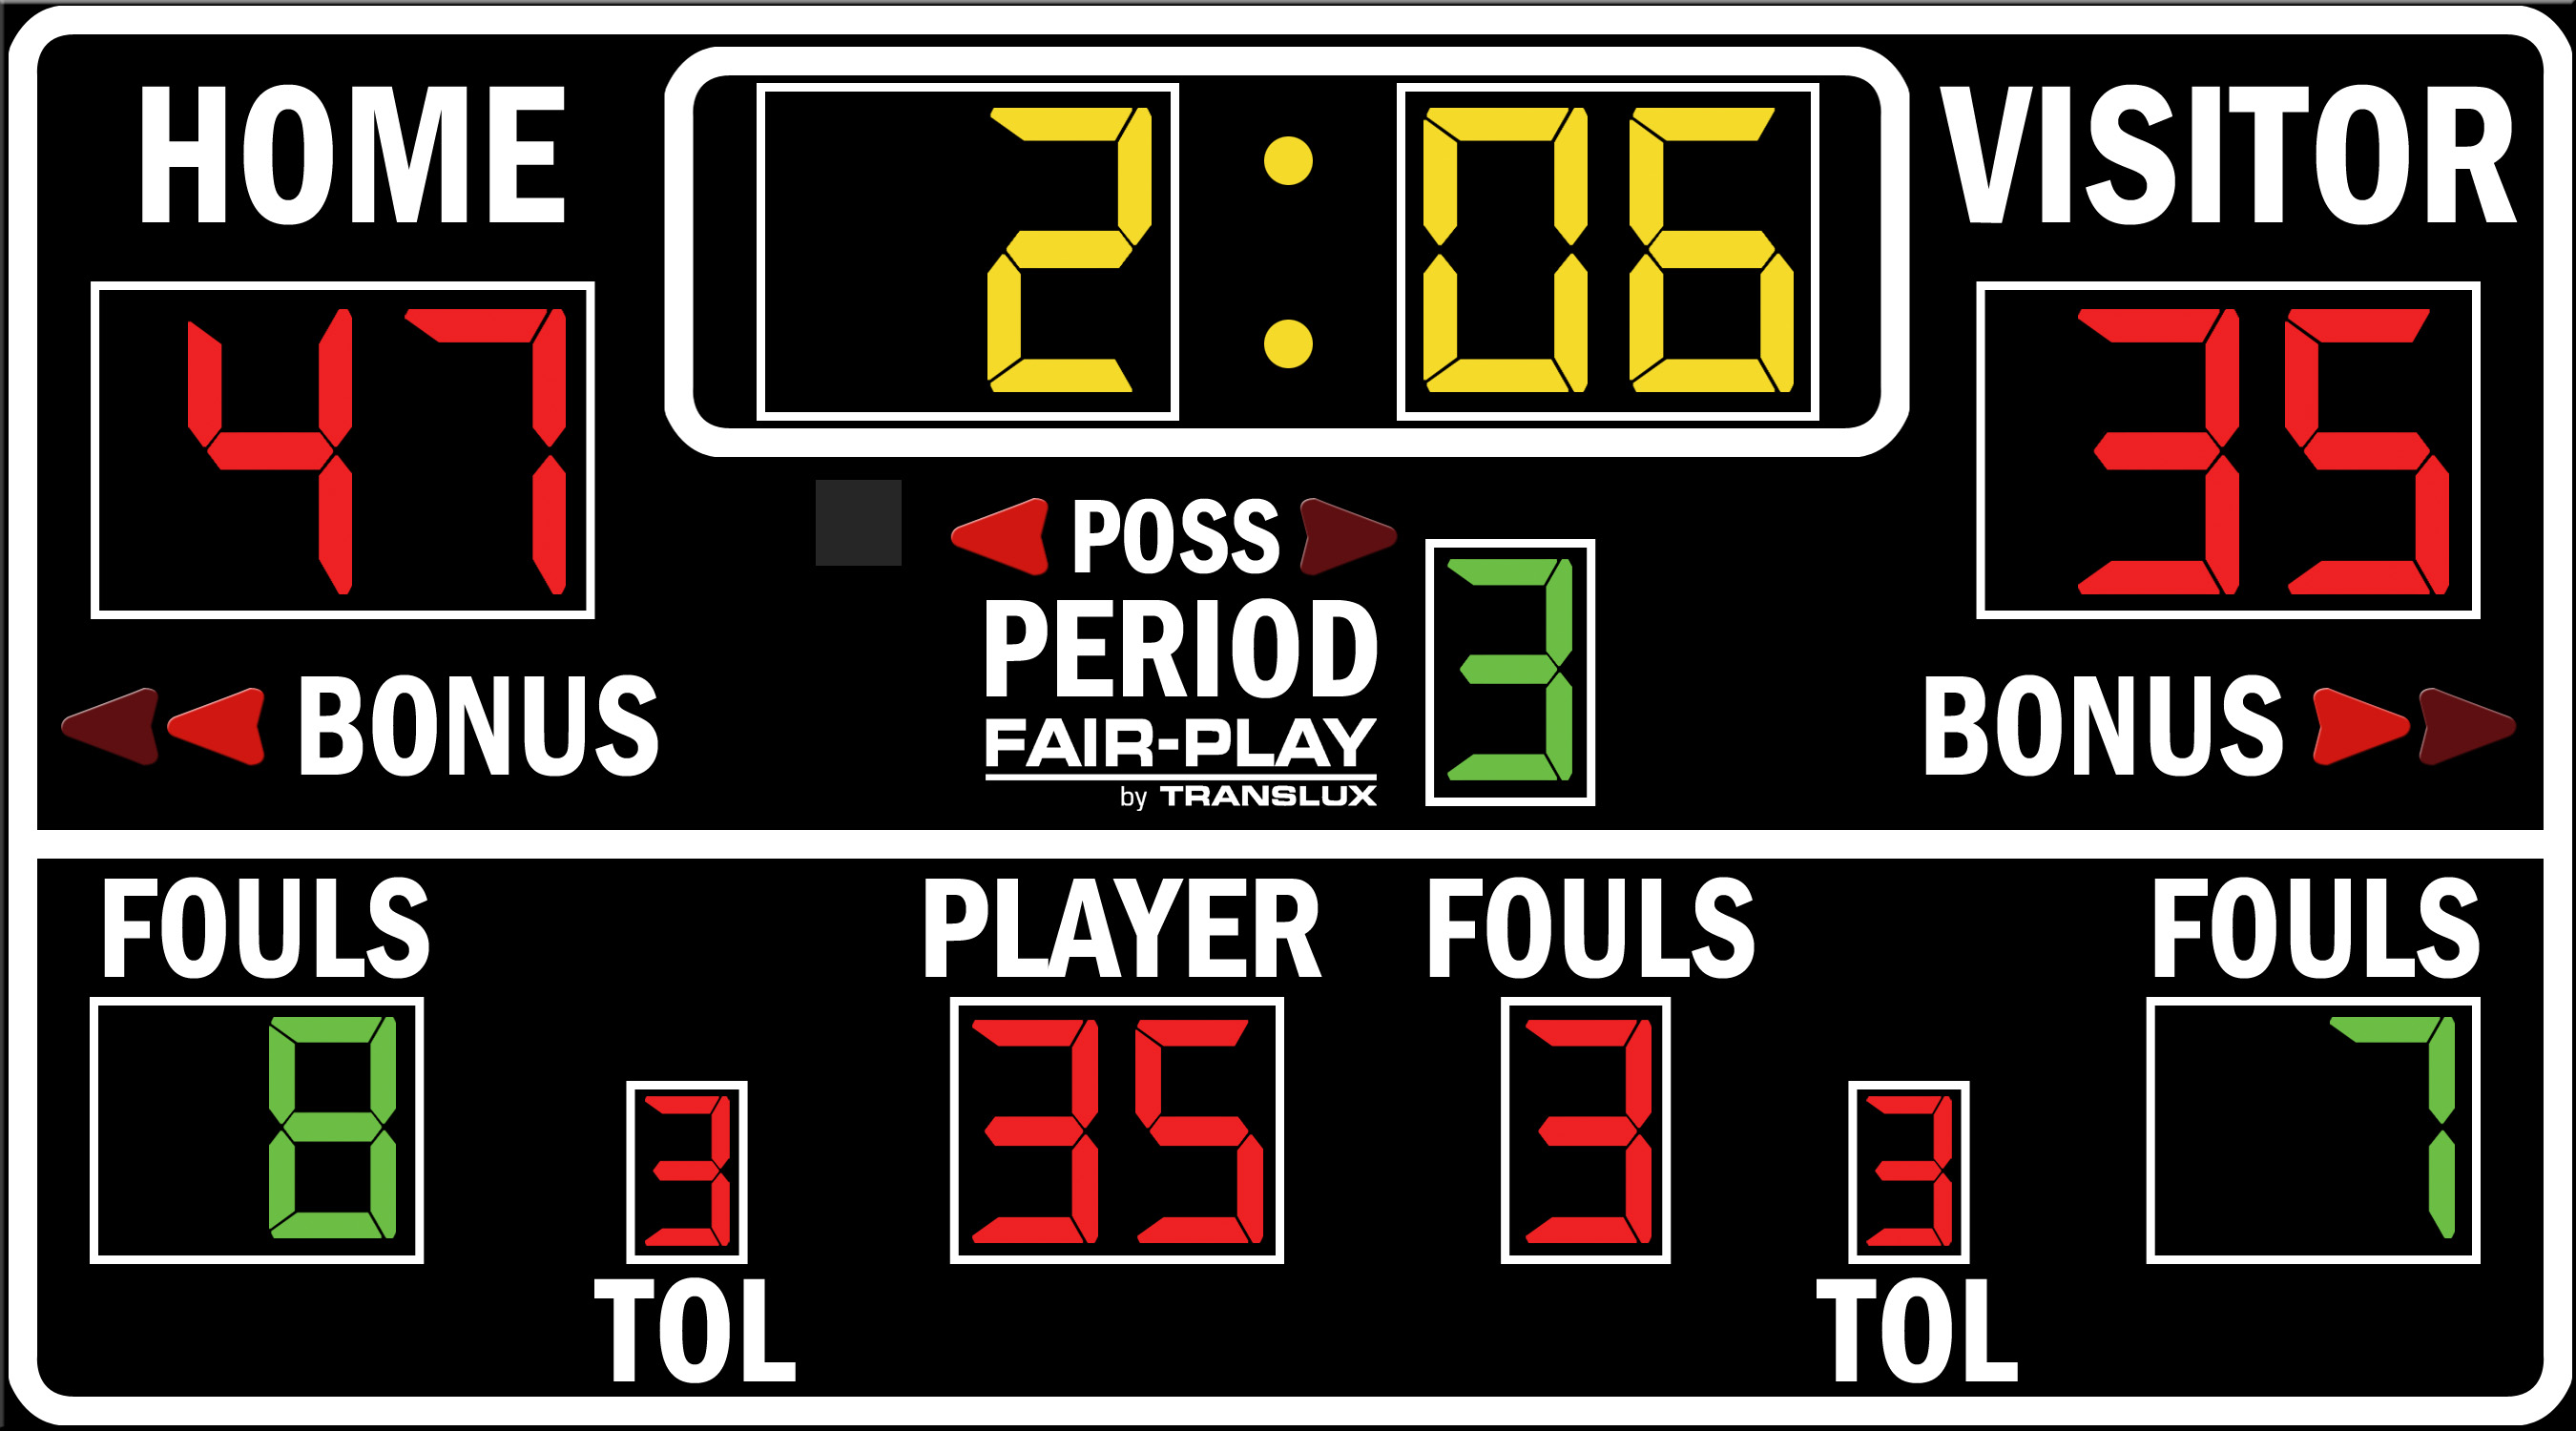 HOME 2:06 VISITOR
47 35
POSS
PERIOD 3
BONUS BONUS
FAIR-PLAY
by TRANSLUX
FOULS PLAYER FOULS FOULS
8 3 35 3 3 7
TOL TOL